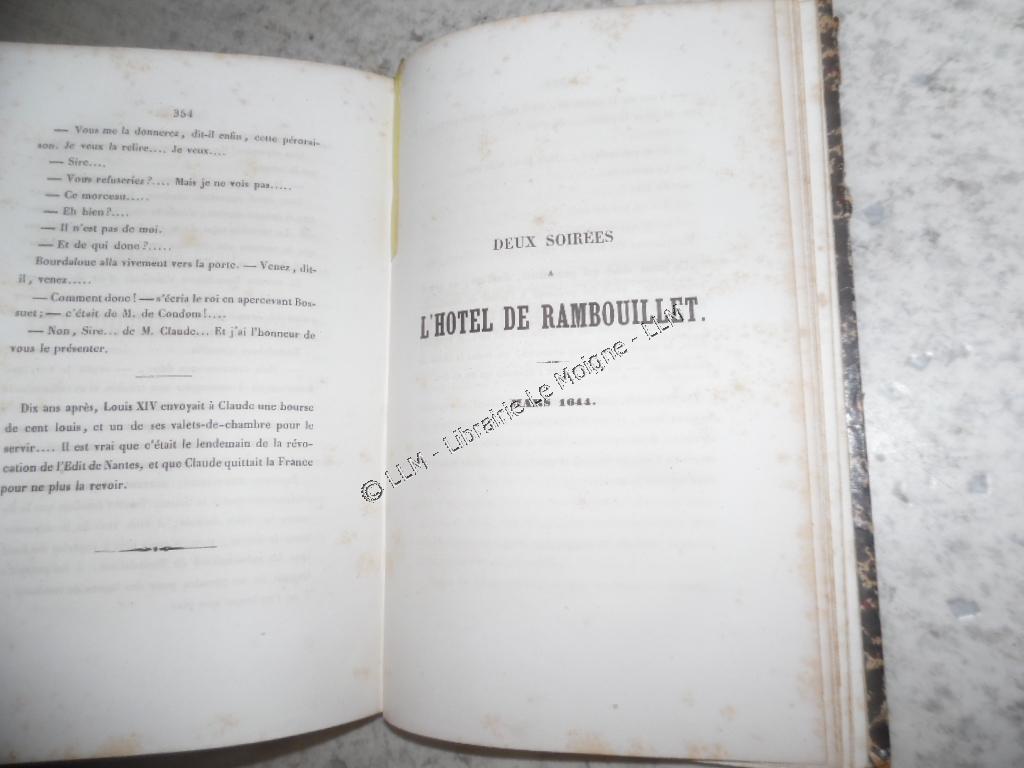 354
— Vous me la donnerez, dit-il enfin, cette pérorai-
son. Je veux la relire.... Je veux....
— Sire....
— Vous refuseriez?.... Mais je ne vois pas.....
— Ce morceau.....
— Eh bien?....
— Il n'est pas de moi.
— Et de qui donc?.....
Bourdaloue alla vivement vers la porte. — Venez, dit-
il, venez.....
— Comment donc! — s'écria le roi en apercevant Bos-
suet; — c'était de M. de Condom!....
— Non, Sire... de M. Claude... Et j'ai l'honneur de
vous le présenter.
Dix ans après, Louis XIV envoyait à Claude une bourse
de cent louis, et un de ses valets-de-chambre pour le
servir.... Il est vrai que c'était le lendemain de la révo-
cation de l'Edit de Nantes, et que Claude quittait la France
pour ne plus la revoir.
DEUX SOIRÉES
A
L'HOTEL DE RAMBOUILLET.
MARS 1644.
© LLM - Librairie Le Moigne - LLM